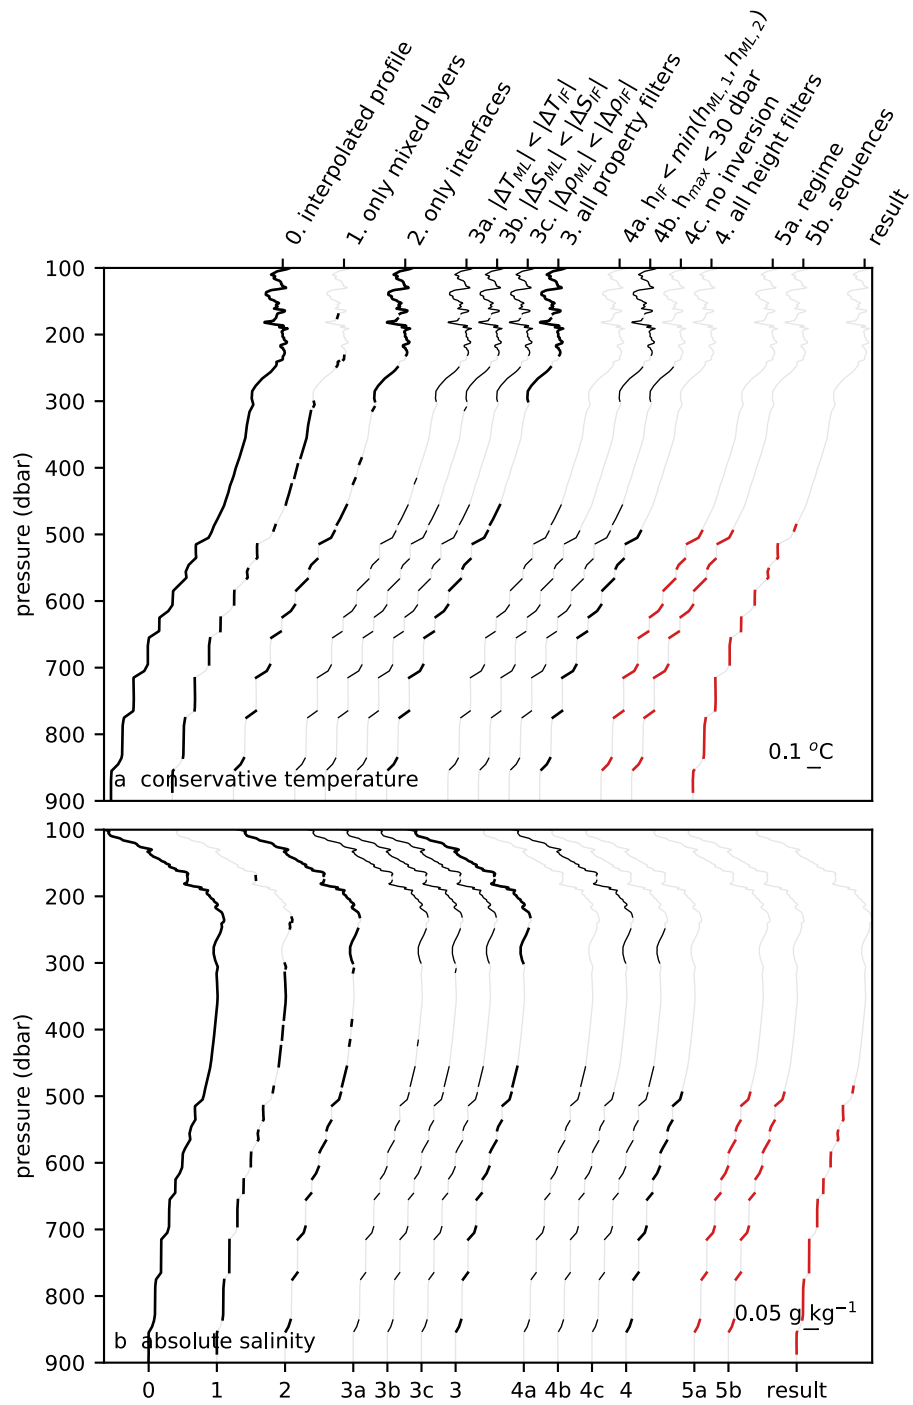 0. interpolated profile
1. only mixed layers
2. only interfaces
3a. |ΔT_ML| < |ΔT_IF|
3b. |ΔS_ML| < |ΔS_IF|
3c. |Δρ_ML| < |Δρ_IF|
3. all property filters
4a. h_IF < min(h_ML, 1, h_ML, 2)
4b. h_max < 30 dbar
4c. no inversion
4. all height filters
5a. regime
5b. sequences
result
100
200
300
400
500
600
700
800
900
pressure (dbar)
0.1 °C
a conservative temperature
100
200
300
400
500
600
700
800
900
pressure (dbar)
0.05 g kg⁻¹
b absolute salinity
0 1 2 3a 3b 3c 3 4a 4b 4c 4 5a 5b result